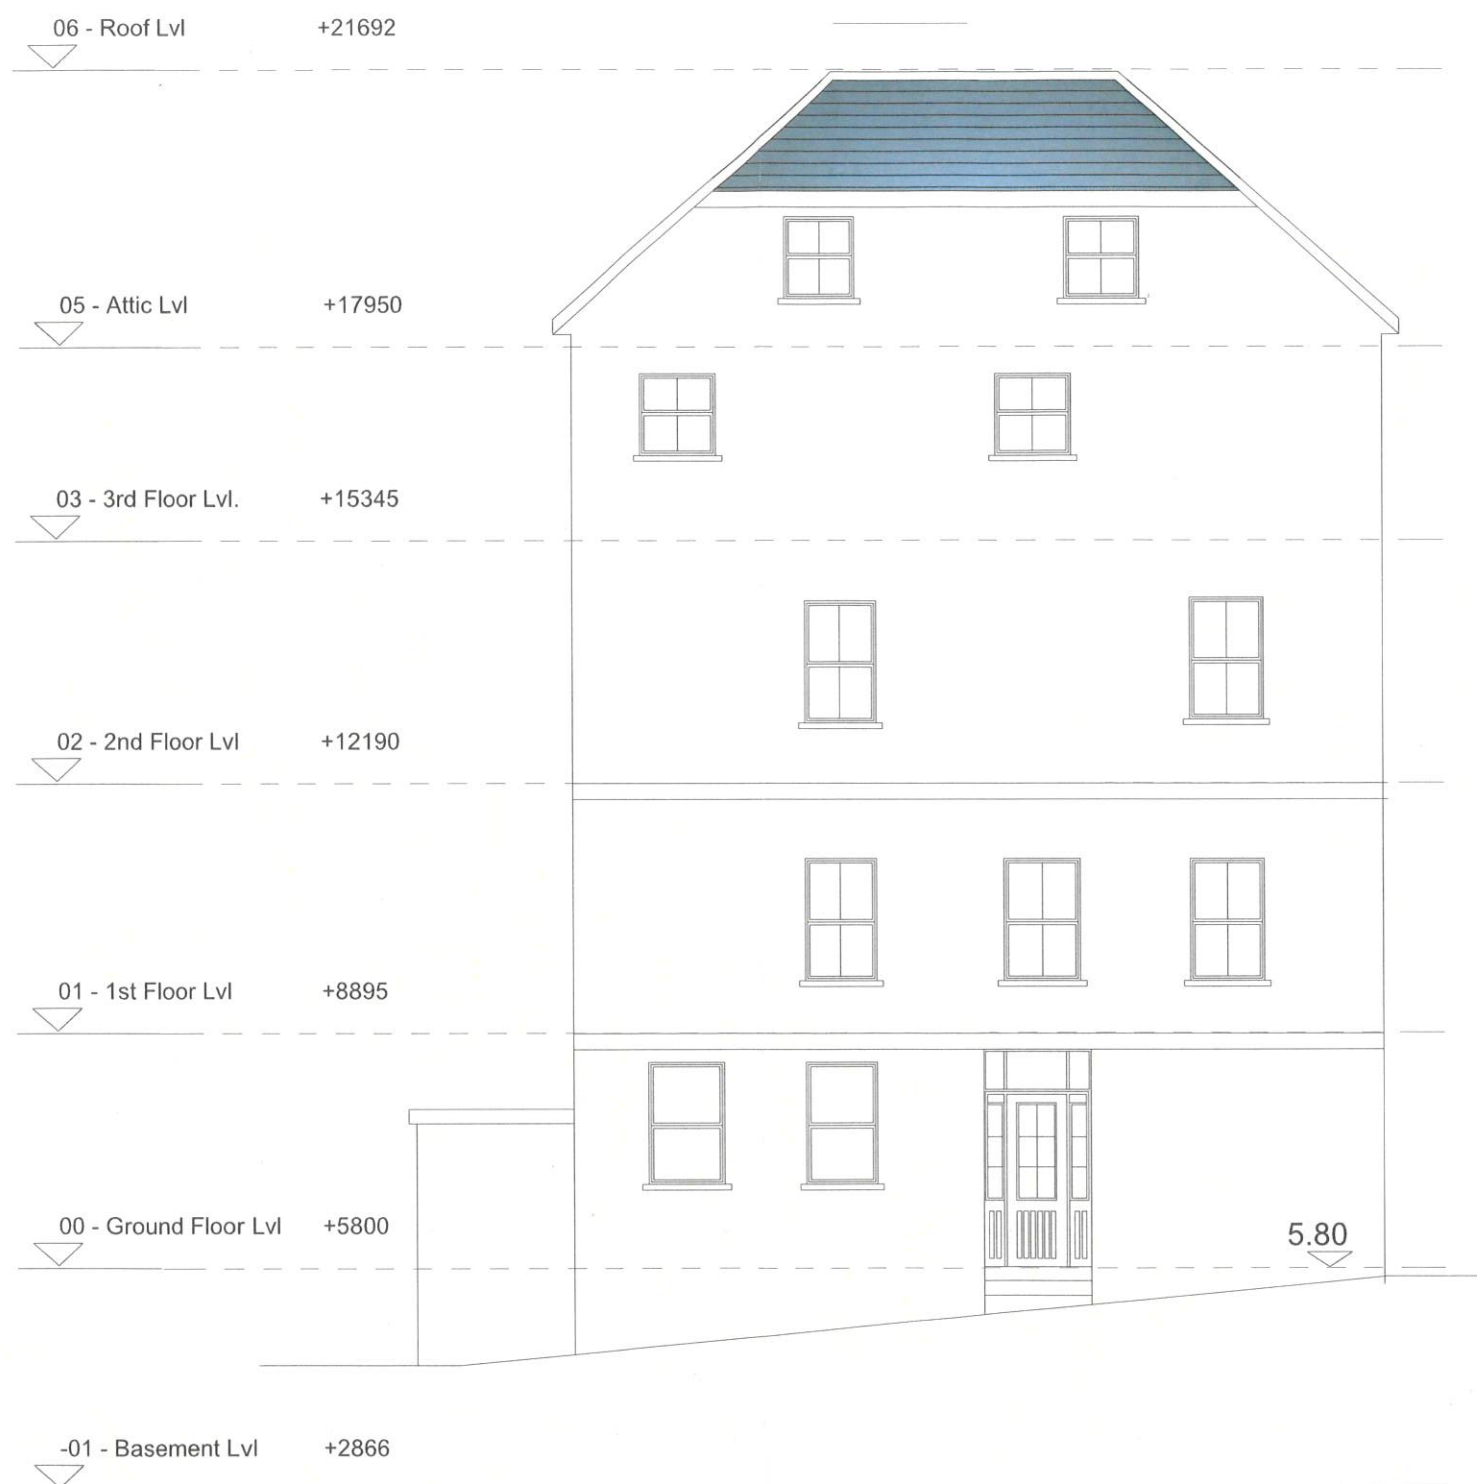 06 - Roof Lvl +21692
05 - Attic Lvl +17950
03 - 3rd Floor Lvl. +15345
02 - 2nd Floor Lvl +12190
01 - 1st Floor Lvl +8895
00 - Ground Floor Lvl +5800
5.80
-01 - Basement Lvl +2866